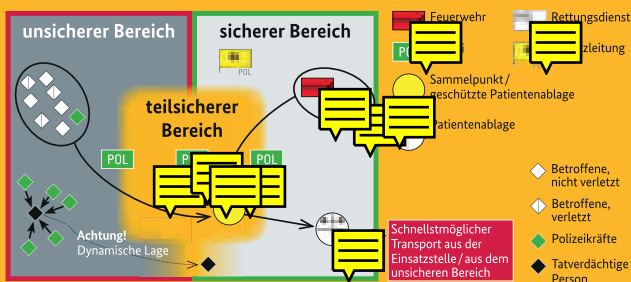 unsicherer Bereich
sicherer Bereich
POL
teilsicherer
Bereich
POL
POL
Achtung!
Dynamische Lage
Feuerwehr
Rettungsdienst
Sammelpunkt /
geschützte Patientenablage
Patientenablage
Betroffene,
nicht verletzt
Betroffene,
verletzt
Polizeikräfte
Tatverdächtige
Person
Schnellstmöglicher
Transport aus der
Einsatzstelle / aus dem
unsicheren Bereich